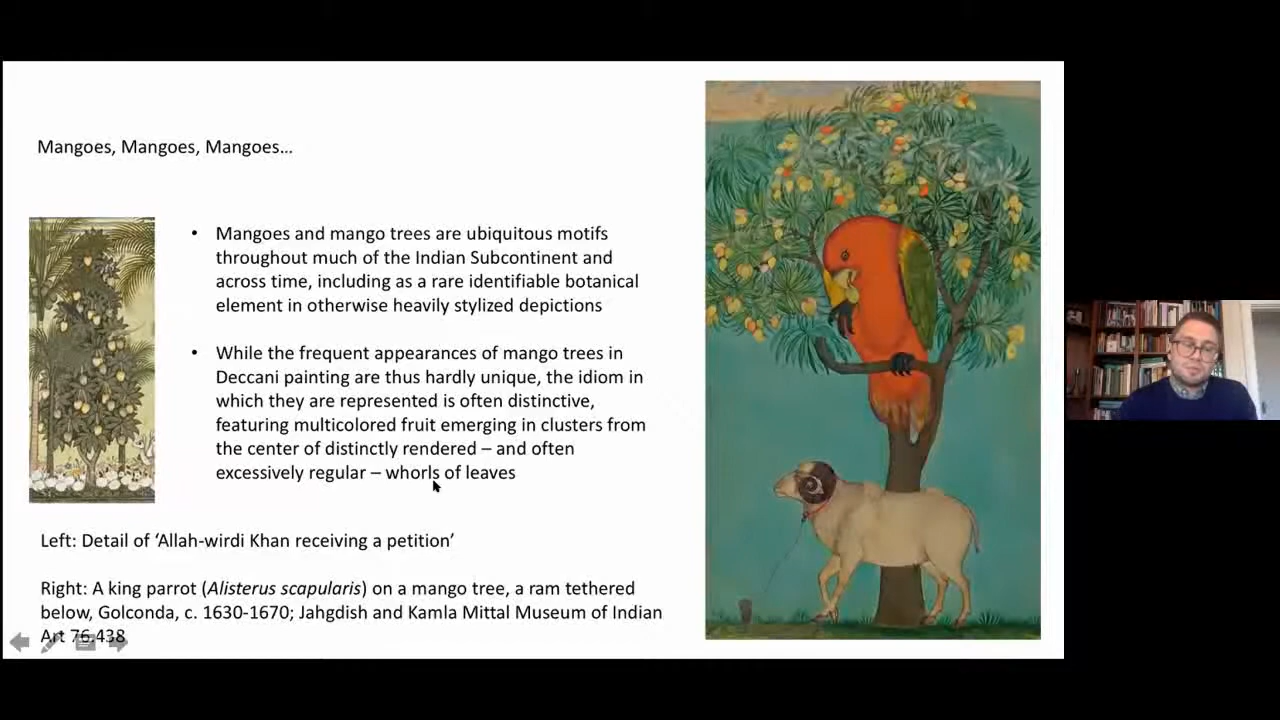 Mangoes, Mangoes, Mangoes…
• Mangoes and mango trees are ubiquitous motifs
throughout much of the Indian Subcontinent and
across time, including as a rare identifiable botanical
element in otherwise heavily stylized depictions
• While the frequent appearances of mango trees in
Deccani painting are thus hardly unique, the idiom in
which they are represented is often distinctive,
featuring multicolored fruit emerging in clusters from
the center of distinctly rendered – and often
excessively regular – whorls of leaves
Left: Detail of ‘Allah-wirdi Khan receiving a petition’
Right: A king parrot (Alisterus scapularis) on a mango tree, a ram tethered
below, Golconda, c. 1630-1670; Jahgdish and Kamla Mittal Museum of Indian
Art 76.438